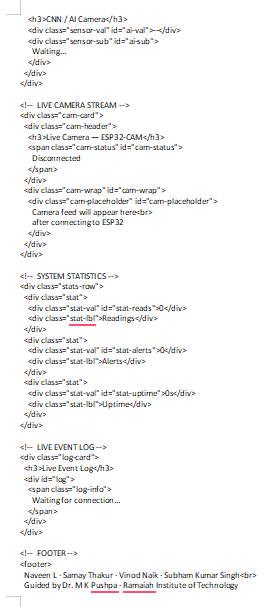 <h3>CNN / AI Camera</h3>
<div class="sensor-val" id="ai-val">--</div>
<div class="sensor-sub" id="ai-sub">
Waiting...
</div>
</div>
</div>
<!-- LIVE CAMERA STREAM -->
<div class="cam-card">
<div class="cam-header">
<h3>Live Camera — ESP32-CAM</h3>
<span class="cam-status" id="cam-status">
Disconnected
</span>
</div>
<div class="cam-wrap" id="cam-wrap">
<div class="cam-placeholder" id="cam-placeholder">
Camera feed will appear here<br>
after connecting to ESP32
</div>
</div>
</div>
<!-- SYSTEM STATISTICS -->
<div class="stats-row">
<div class="stat">
<div class="stat-val" id="stat-reads">0</div>
<div class="stat-lbl">Readings</div>
</div>
<div class="stat">
<div class="stat-val" id="stat-alerts">0</div>
<div class="stat-lbl">Alerts</div>
</div>
<div class="stat">
<div class="stat-val" id="stat-uptime">0s</div>
<div class="stat-lbl">Uptime</div>
</div>
</div>
<!-- LIVE EVENT LOG -->
<div class="log-card">
<h3>Live Event Log</h3>
<div id="log">
<span class="log-info">
Waiting for connection...
</span>
</div>
</div>
<!-- FOOTER -->
<footer>
Naveen L · Samay Thakur · Vinod Naik · Subham Kumar Singh<br>
Guided by Dr. M K Pushpa · Ramaiah Institute of Technology